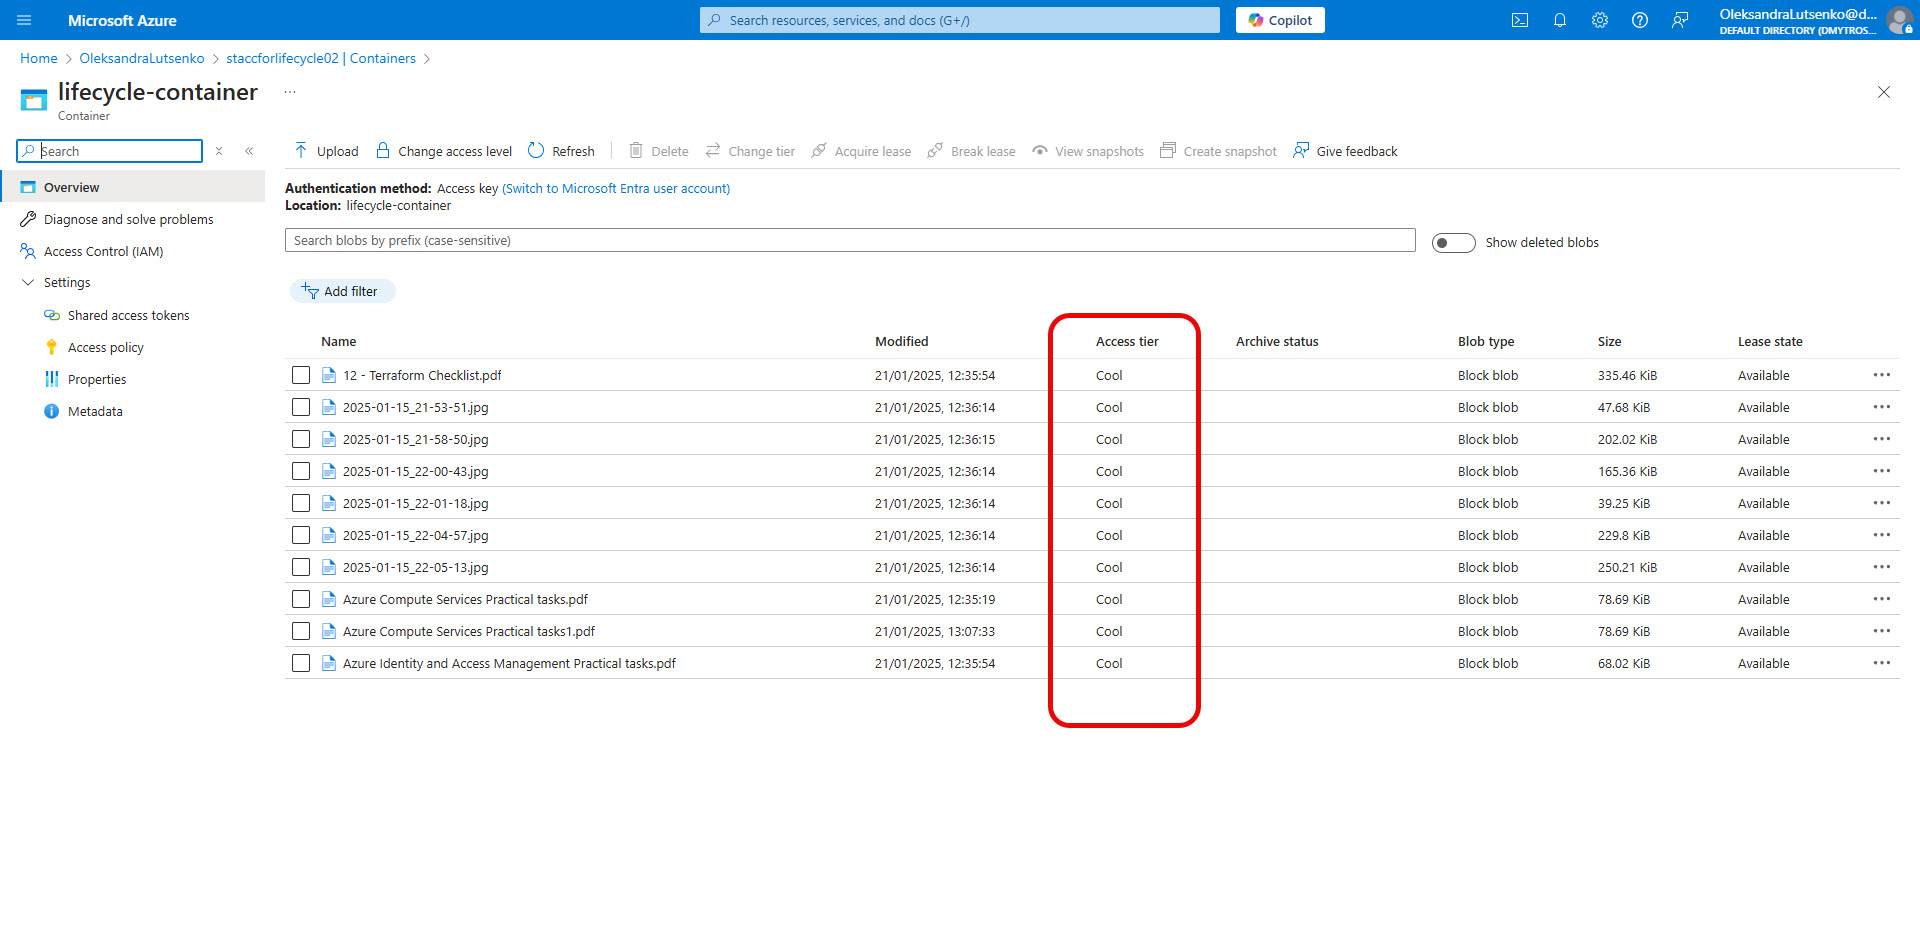 Microsoft Azure
Search resources, services, and docs (G+/)
Copilot
OleksandraLutsenko@d...
DEFAULT DIRECTORY (DMYTROS...
Home > OleksandraLutsenko > staccforlifecycle02 | Containers >
lifecycle-container ...
Container
Search
Upload Change access level Refresh Delete Change tier Acquire lease Break lease View snapshots Create snapshot Give feedback
Overview
Diagnose and solve problems
Access Control (IAM)
Settings
Shared access tokens
Access policy
Properties
Metadata
Authentication method: Access key (Switch to Microsoft Entra user account)
Location: lifecycle-container
Search blobs by prefix (case-sensitive)
Show deleted blobs
Add filter
Name Modified Access tier Archive status Blob type Size Lease state
12 - Terraform Checklist.pdf 21/01/2025, 12:35:54 Cool Block blob 335.46 KiB Available ...
2025-01-15_21-53-51.jpg 21/01/2025, 12:36:14 Cool Block blob 47.68 KiB Available ...
2025-01-15_21-58-50.jpg 21/01/2025, 12:36:15 Cool Block blob 202.02 KiB Available ...
2025-01-15_22-00-43.jpg 21/01/2025, 12:36:14 Cool Block blob 165.36 KiB Available ...
2025-01-15_22-01-18.jpg 21/01/2025, 12:36:14 Cool Block blob 39.25 KiB Available ...
2025-01-15_22-04-57.jpg 21/01/2025, 12:36:14 Cool Block blob 229.8 KiB Available ...
2025-01-15_22-05-13.jpg 21/01/2025, 12:36:14 Cool Block blob 250.21 KiB Available ...
Azure Compute Services Practical tasks.pdf 21/01/2025, 12:35:19 Cool Block blob 78.69 KiB Available ...
Azure Compute Services Practical tasks1.pdf 21/01/2025, 13:07:33 Cool Block blob 78.69 KiB Available ...
Azure Identity and Access Management Practical tasks.pdf 21/01/2025, 12:35:54 Cool Block blob 68.02 KiB Available ...